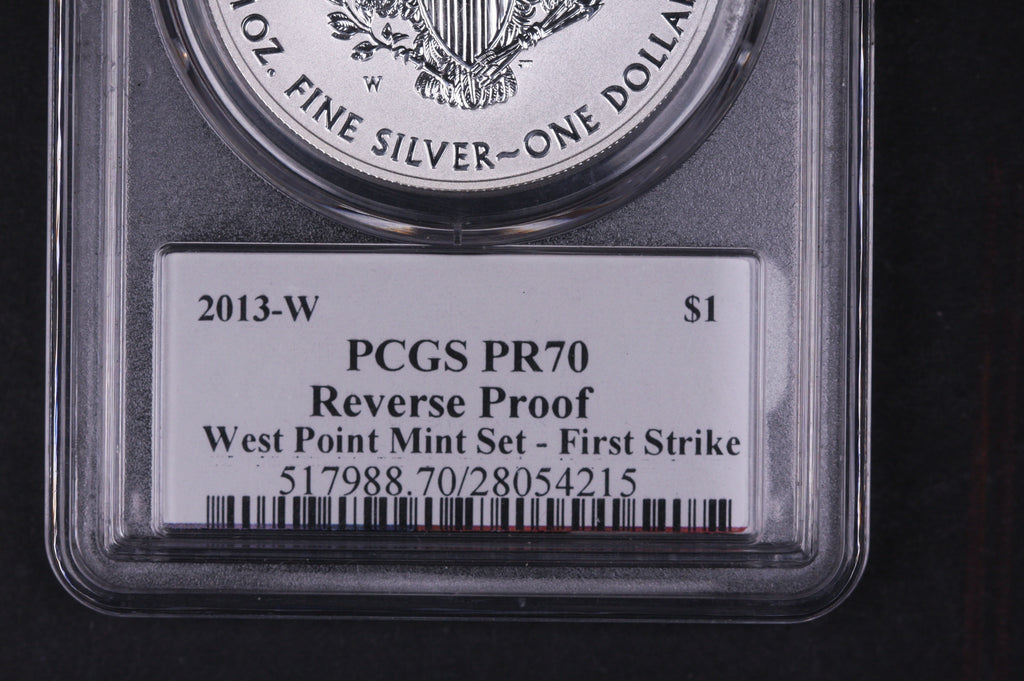 1 OZ. FINE SILVER~ONE DOLLA
W
2013-W $1
PCGS PR70
Reverse Proof
West Point Mint Set - First Strike
517988.70/28054215